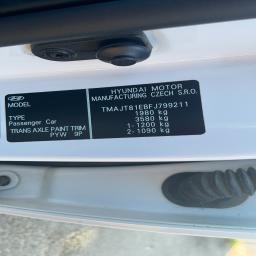 HYUNDAI MOTOR
MANUFACTURING CZECH S.R.O.
MODEL
TMAJT81EBFJ799211
1980 kg
TYPE
3580 kg
Passenger Car
1-1200 kg
TRANS AXLE PAINT TRIM
2-1090 kg
PYW 9P